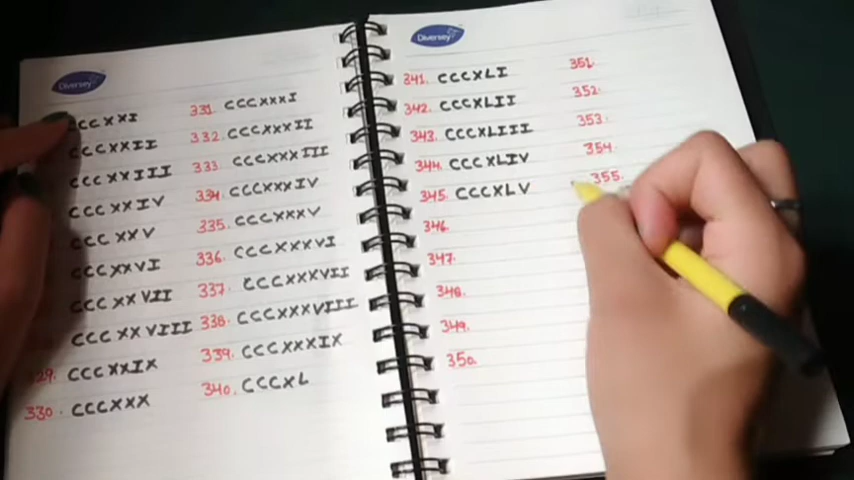 Diversey
CCCXXI
CCCXXII
CCCXXIII
CCCXXIV
CCCXXV
CCCXXVI
CCCXXVII
CCCXXVIII
29. CCCXXIX
330. CCCXXX
331. CCCXXXI
332. CCCXXXII
333. CCCXXXIII
334. CCCXXXIV
335. CCCXXXV
336. CCCXXXVI
337. CCCXXXVII
338. CCCXXXVIII
339. CCCXXXIX
340. CCCXL
Diversey
341. CCCXLI
342. CCCXLII
343. CCCXLIII
344. CCCXLIV
345. CCCXLV
346.
347.
348.
349.
350.
351.
352.
353.
354.
355.